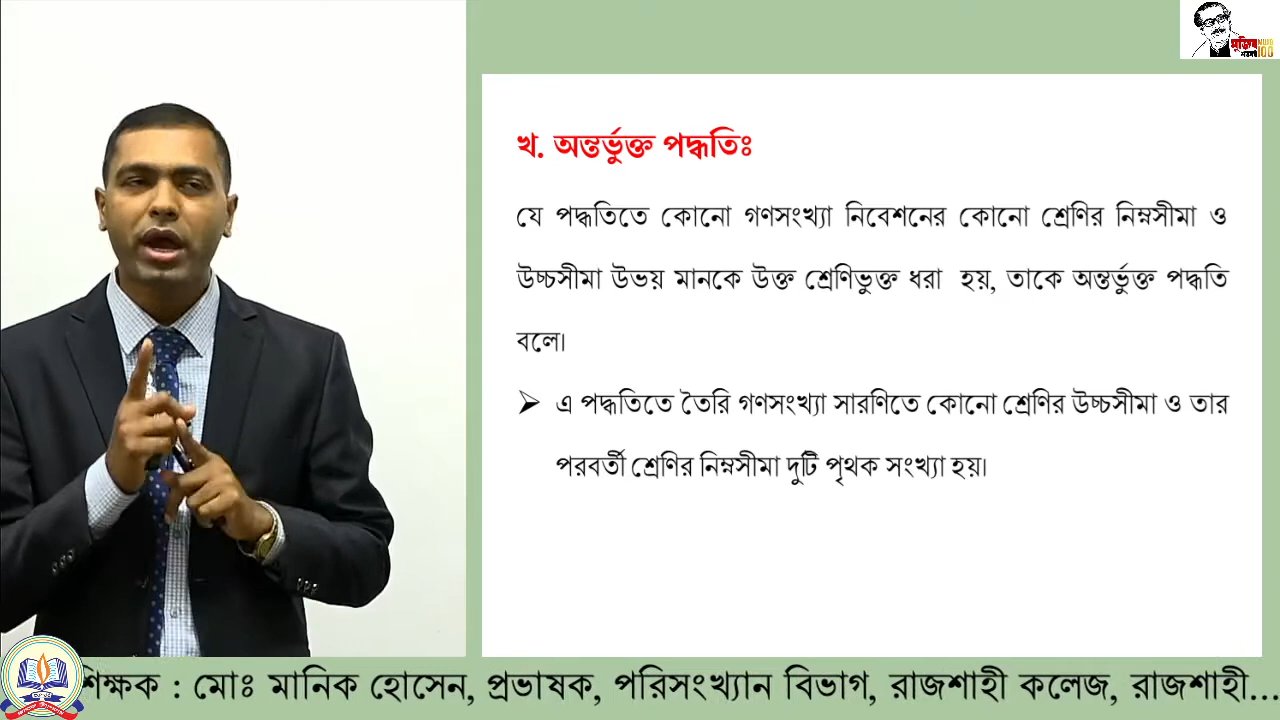 খ. অন্তর্ভুক্ত পদ্ধতিঃ
যে পদ্ধতিতে কোনো গণসংখ্যা নিবেশনের কোনো শ্রেণির নিম্নসীমা ও
উচ্চসীমা উভয় মানকে উক্ত শ্রেণিভুক্ত ধরা হয়, তাকে অন্তর্ভুক্ত পদ্ধতি
বলে।
➢ এ পদ্ধতিতে তৈরি গণসংখ্যা সারণিতে কোনো শ্রেণির উচ্চসীমা ও তার
পরবর্তী শ্রেণির নিম্নসীমা দুটি পৃথক সংখ্যা হয়।
শিক্ষক : মোঃ মানিক হোসেন, প্রভাষক, পরিসংখ্যান বিভাগ, রাজশাহী কলেজ, রাজশাহী...